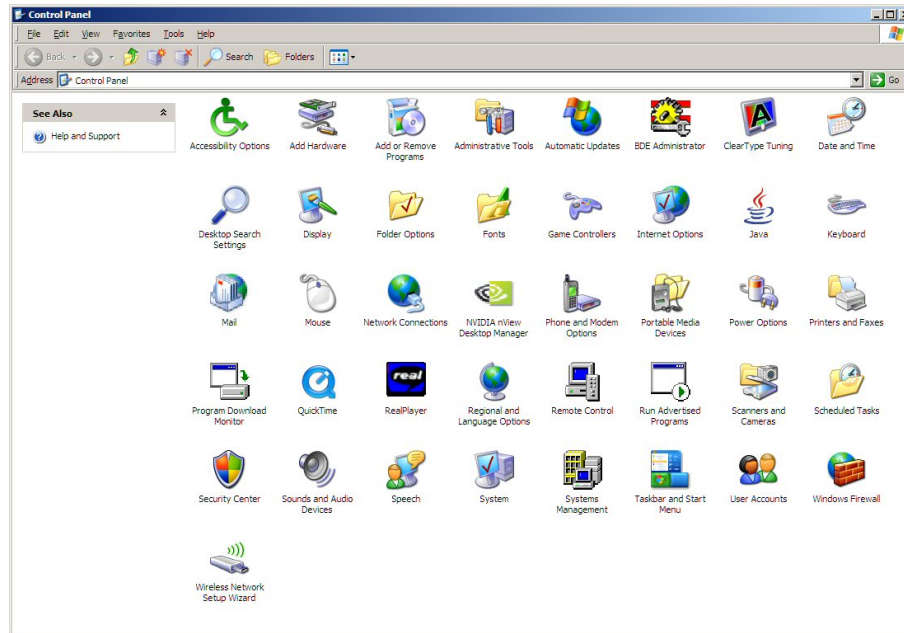 Control Panel
File Edit View Favorites Tools Help
Back Search Folders
Address Control Panel Go
See Also
Help and Support
Accessibility Options
Add Hardware
Add or Remove
Programs
Administrative Tools
Automatic Updates
BDE Administrator
ClearType Tuning
Date and Time
Desktop Search
Settings
Display
Folder Options
Fonts
Game Controllers
Internet Options
Java
Keyboard
Mail
Mouse
Network Connections
NVIDIA nView
Desktop Manager
Phone and Modem
Options
Portable Media
Devices
Power Options
Printers and Faxes
Program Download
Monitor
QuickTime
real
RealPlayer
Regional and
Language Options
Remote Control
Run Advertised
Programs
Scanners and
Cameras
Scheduled Tasks
Security Center
Sounds and Audio
Devices
Speech
System
Systems
Management
Taskbar and Start
Menu
User Accounts
Windows Firewall
Wireless Network
Setup Wizard